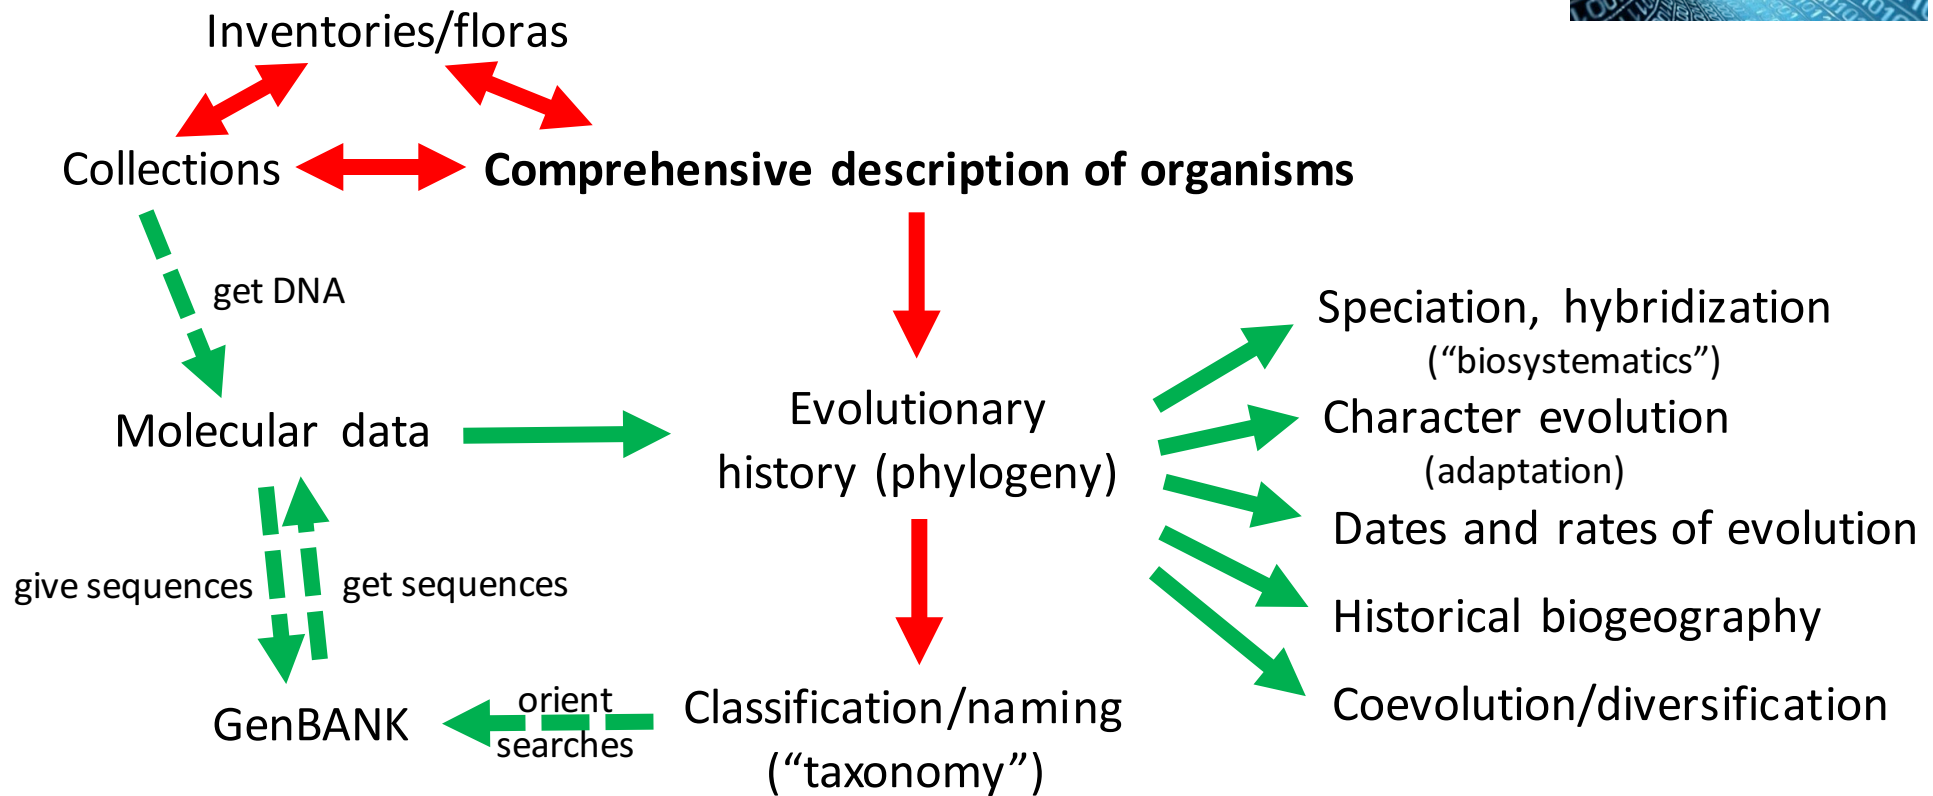 Inventories/floras
Collections
Comprehensive description of organisms
get DNA
Speciation, hybridization
(“biosystematics”)
Molecular data
Evolutionary
history (phylogeny)
Character evolution
(adaptation)
Dates and rates of evolution
give sequences
get sequences
Historical biogeography
GenBANK
orient
searches
Classification/naming
(“taxonomy”)
Coevolution/diversification